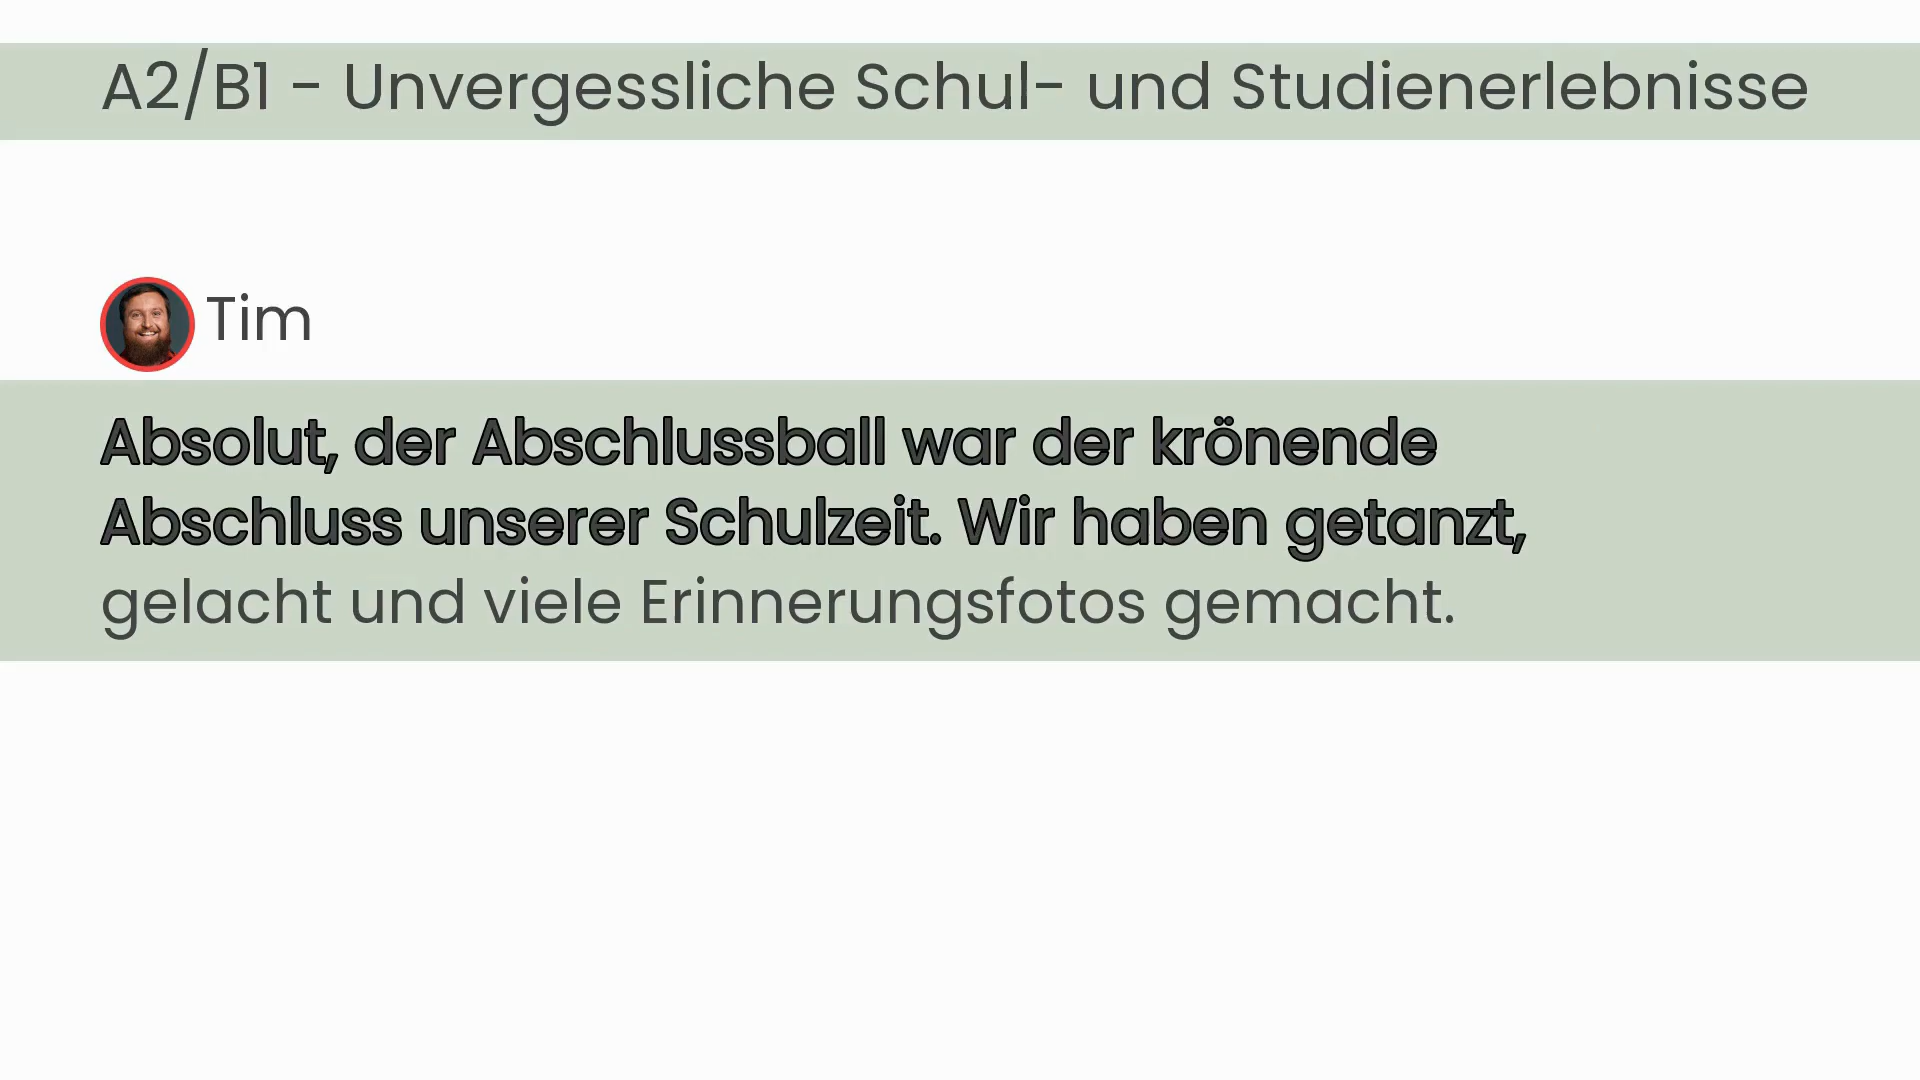 A2/B1 - Unvergessliche Schul- und Studienerlebnisse
Tim
Absolut, der Abschlussball war der krönende
Abschluss unserer Schulzeit. Wir haben getanzt,
gelacht und viele Erinnerungsfotos gemacht.